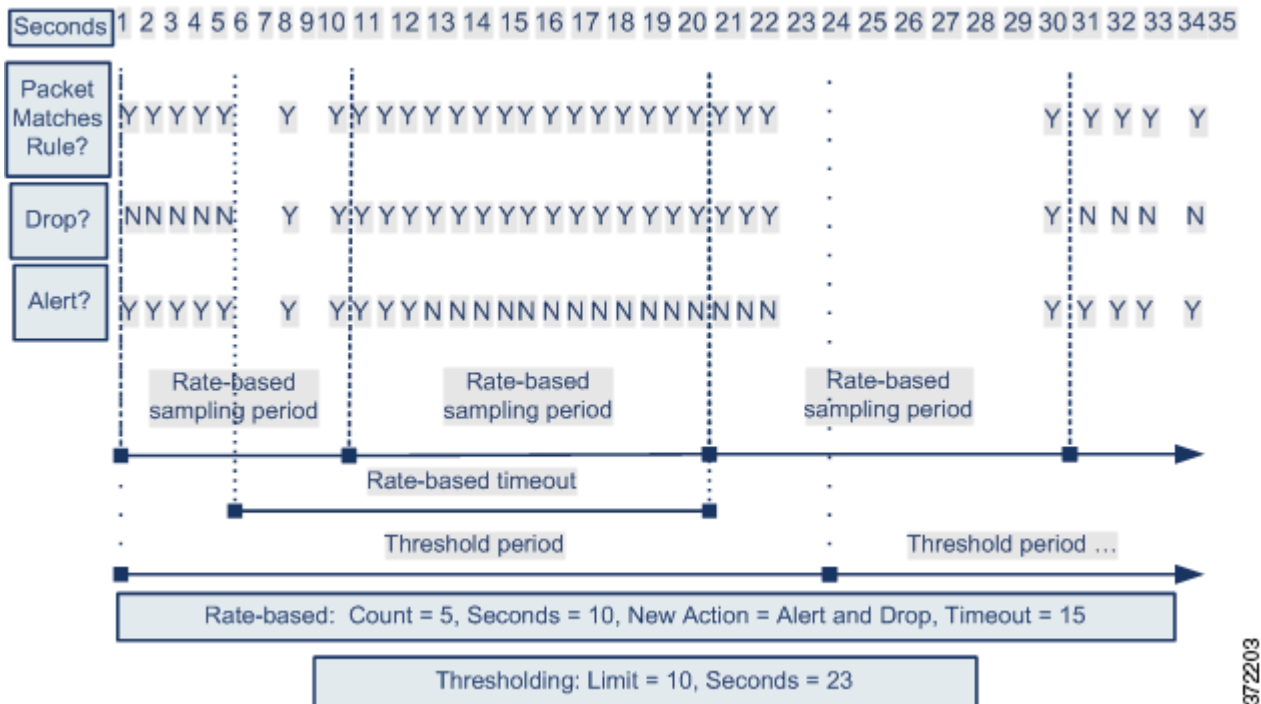 Seconds 1 2 3 4 5 6 7 8 9 10 11 12 13 14 15 16 17 18 19 20 21 22 23 24 25 26 27 28 29 30 31 32 33 34 35
Packet
Matches
Rule?
Y Y Y Y Y Y Y Y Y Y Y Y Y Y Y Y Y Y Y Y Y Y Y Y Y Y Y Y Y Y
Drop?
N N N N N Y Y Y Y Y Y Y Y Y Y Y Y Y Y Y Y Y Y Y Y Y N N N N
Alert?
Y Y Y Y Y Y Y Y Y Y N N N N N N N N N N N N N N N Y Y Y Y Y
Rate-based
sampling period
Rate-based
sampling period
Rate-based
sampling period
Rate-based timeout
Threshold period
Threshold period ...
Rate-based: Count = 5, Seconds = 10, New Action = Alert and Drop, Timeout = 15
Thresholding: Limit = 10, Seconds = 23
372203